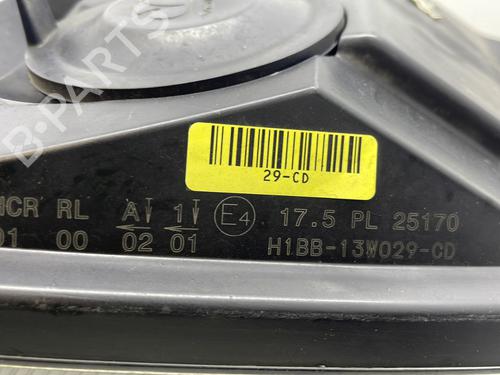 B-PARTS
29-CD
HCR RL A 1 E4 17.5 PL 25170
01 00 02 01 H1BB-13W029-CD